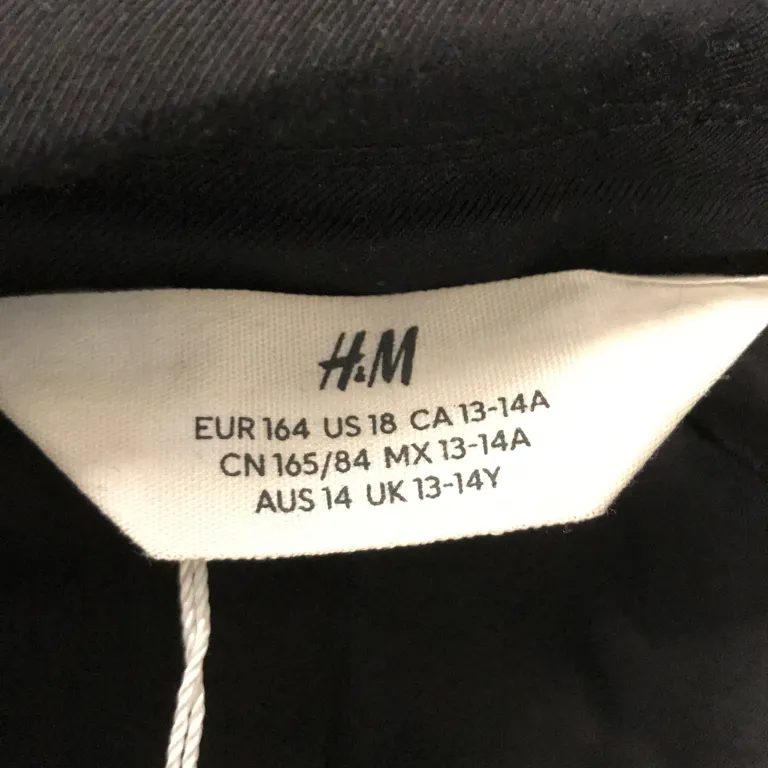 H&M
EUR 164 US 18 CA 13-14A
CN 165/84 MX 13-14A
AUS 14 UK 13-14Y